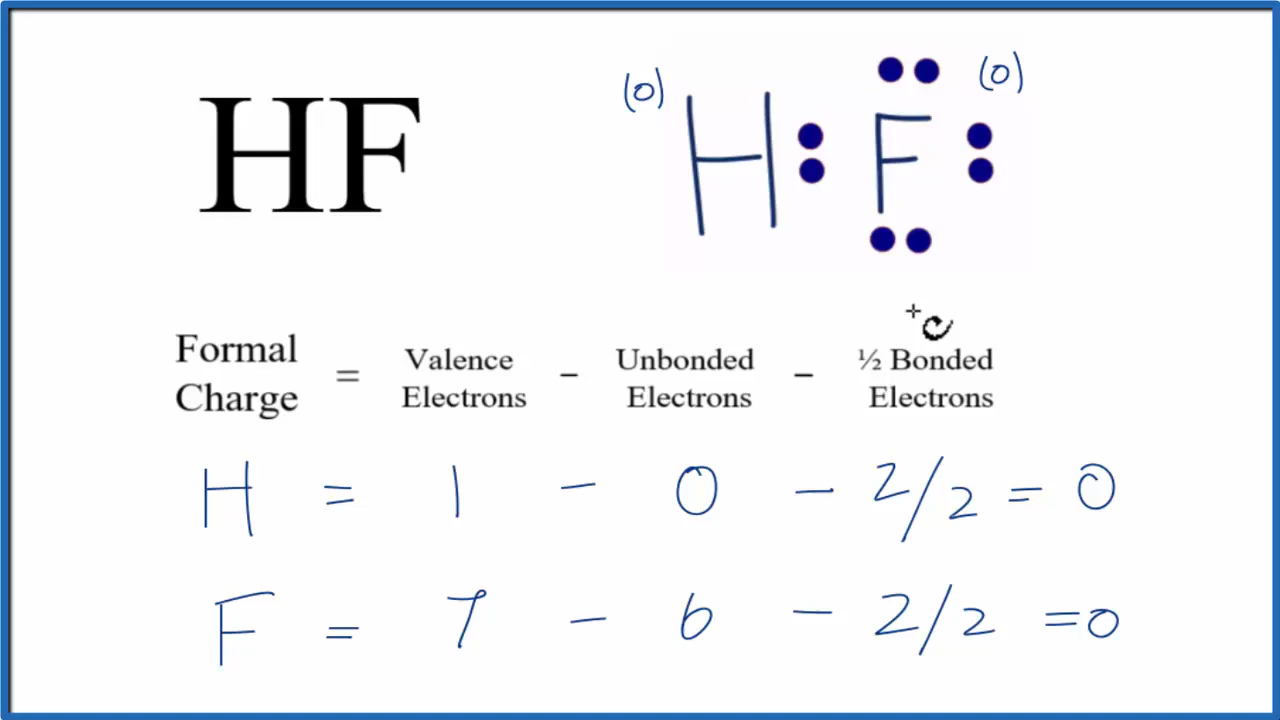 HF
(0) H : F : (0)
Formal Charge = Valence Electrons - Unbonded Electrons - ½ Bonded Electrons
H = 1 - 0 - 2/2 = 0
F = 7 - 6 - 2/2 = 0